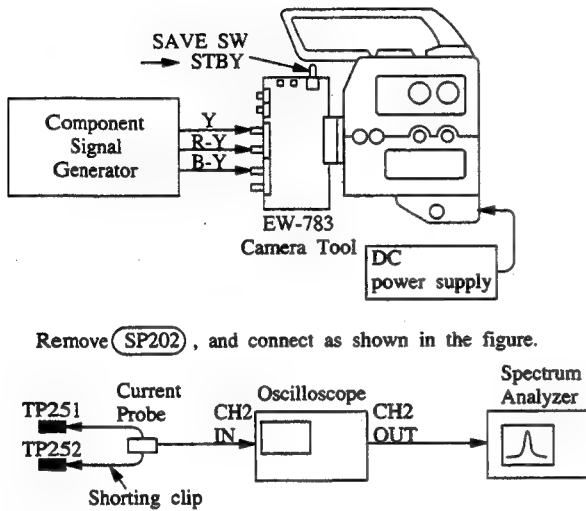 SAVE SW
→ STBY
Component
Signal
Generator
Y
R-Y
B-Y
EW-783
Camera Tool
DC
power supply
Remove SP202 , and connect as shown in the figure.
TP251
TP252
Current
Probe
Shorting clip
CH2
IN
Oscilloscope
CH2
OUT
Spectrum
Analyzer